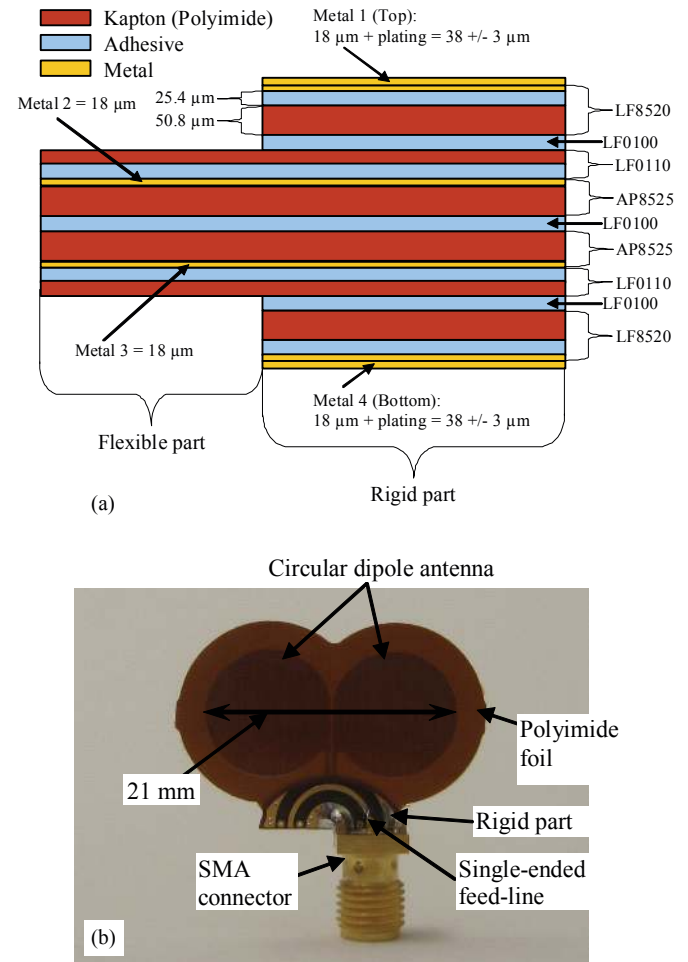 Kapton (Polyimide)
Adhesive
Metal
Metal 1 (Top):
18 µm + plating = 38 +/- 3 µm
Metal 2 = 18 µm
25.4 µm
50.8 µm
LF8520
LF0100
LF0110
AP8525
LF0100
AP8525
LF0110
LF0100
LF8520
Metal 3 = 18 µm
Metal 4 (Bottom):
18 µm + plating = 38 +/- 3 µm
Flexible part
Rigid part
(a)
Circular dipole antenna
Polyimide
foil
21 mm
Rigid part
SMA
connector
Single-ended
feed-line
(b)